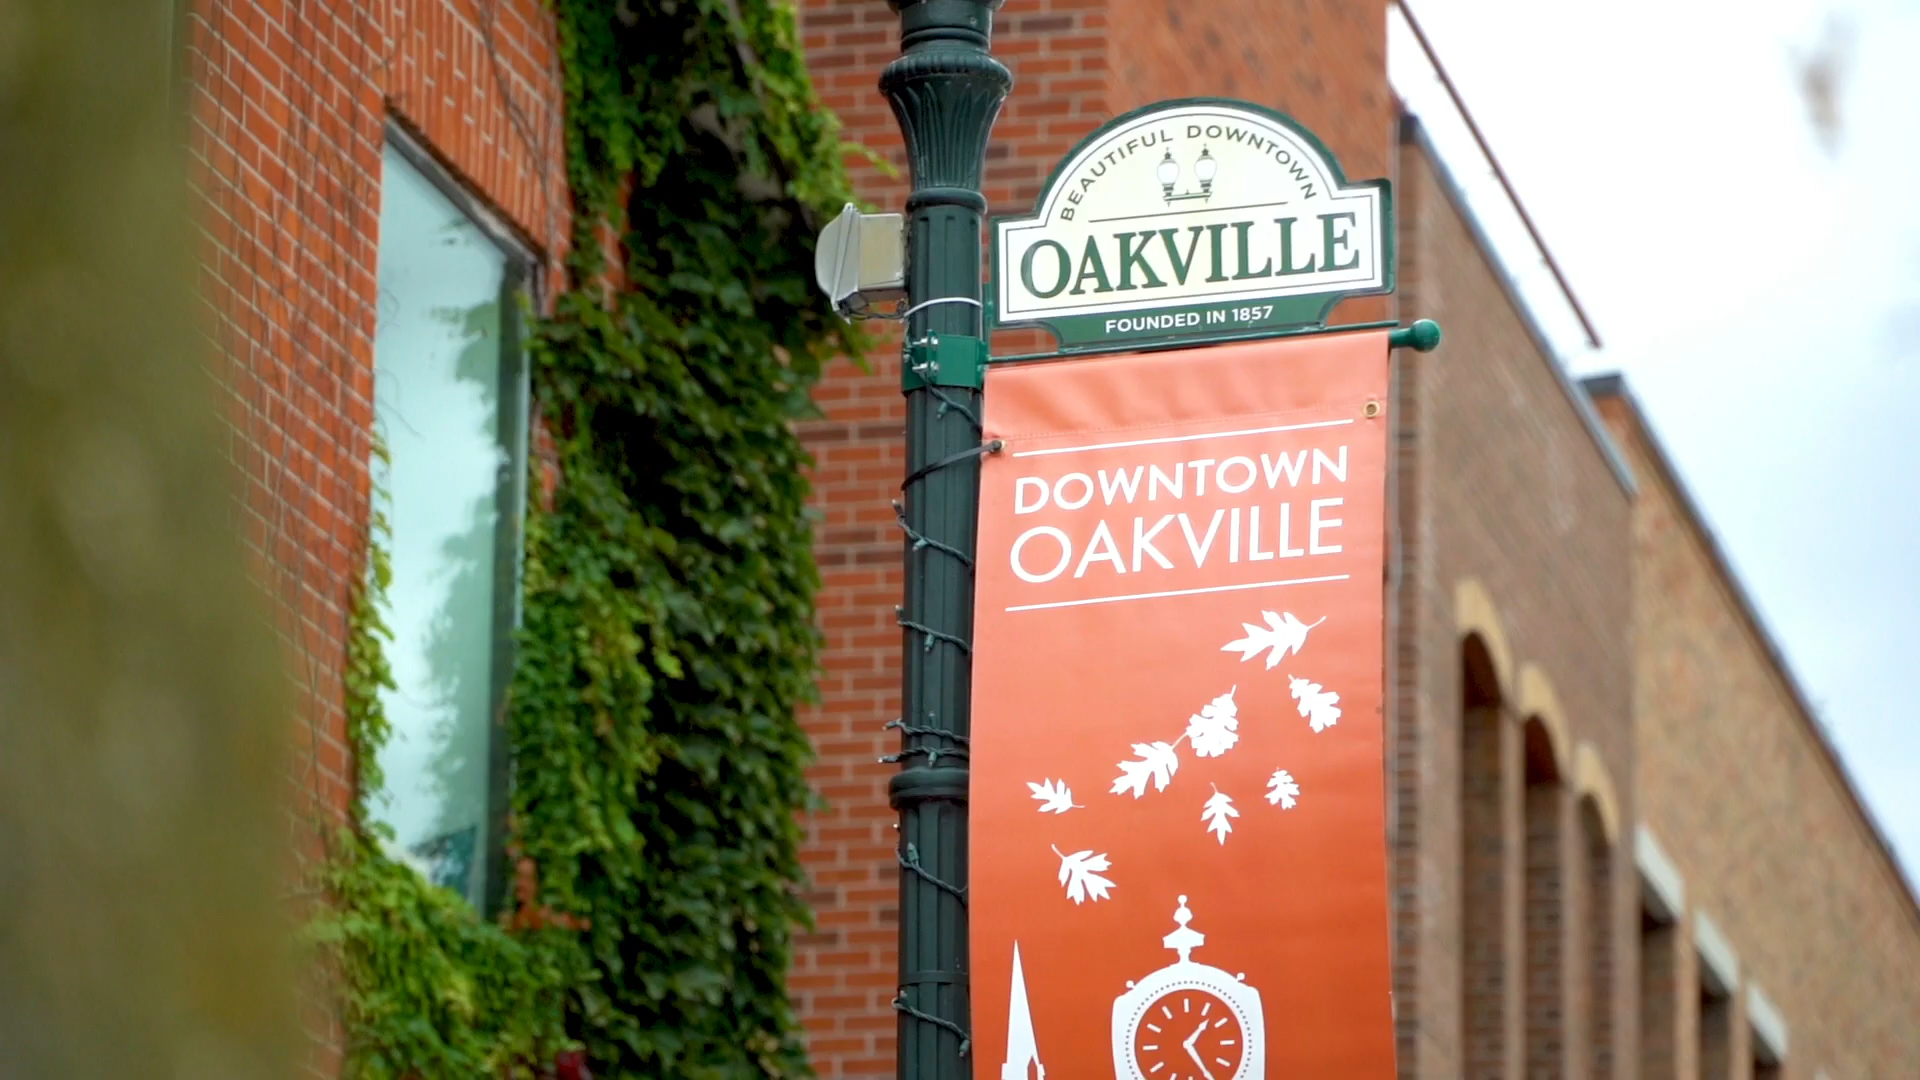 BEAUTIFUL DOWNTOWN
OAKVILLE
FOUNDED IN 1857
DOWNTOWN
OAKVILLE